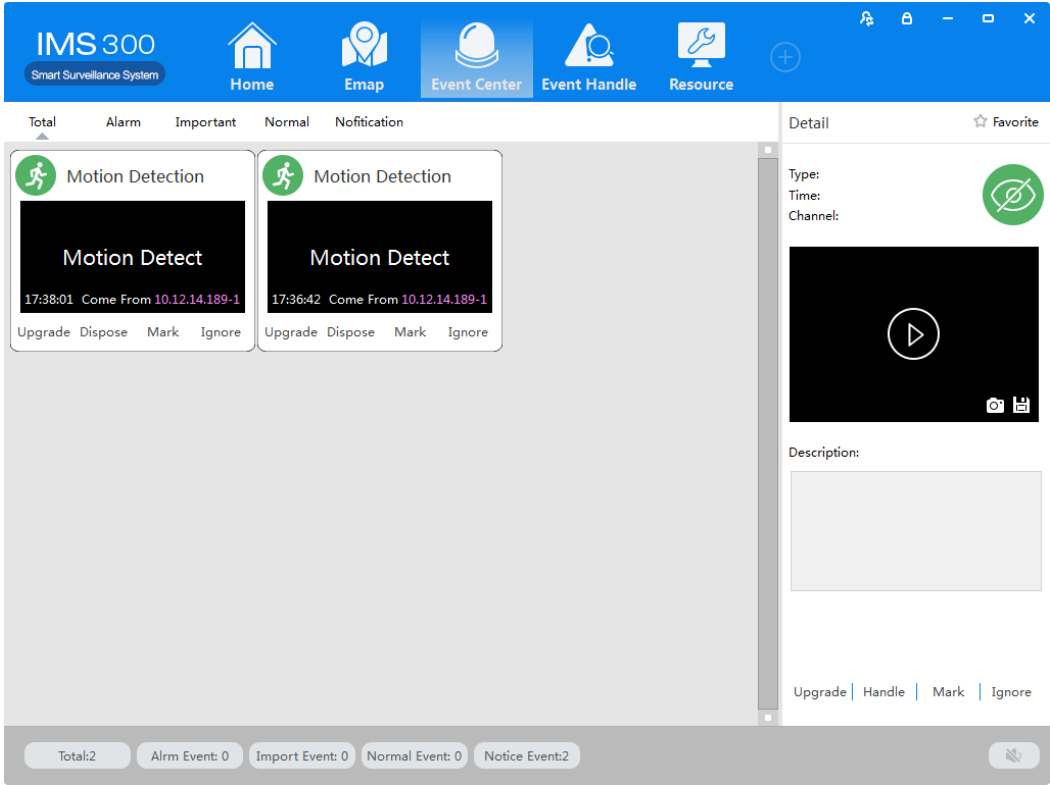 IMS 300
Smart Surveillance System
Home
Emap
Event Center
Event Handle
Resource
Total
Alarm
Important
Normal
Nofitication
Detail
Favorite
Motion Detection
Motion Detect
17:38:01 Come From 10.12.14.189-1
Upgrade Dispose Mark Ignore
Motion Detection
Motion Detect
17:36:42 Come From 10.12.14.189-1
Upgrade Dispose Mark Ignore
Type:
Time:
Channel:
Description:
Upgrade Handle Mark Ignore
Total:2
Alrm Event: 0
Import Event: 0
Normal Event: 0
Notice Event:2